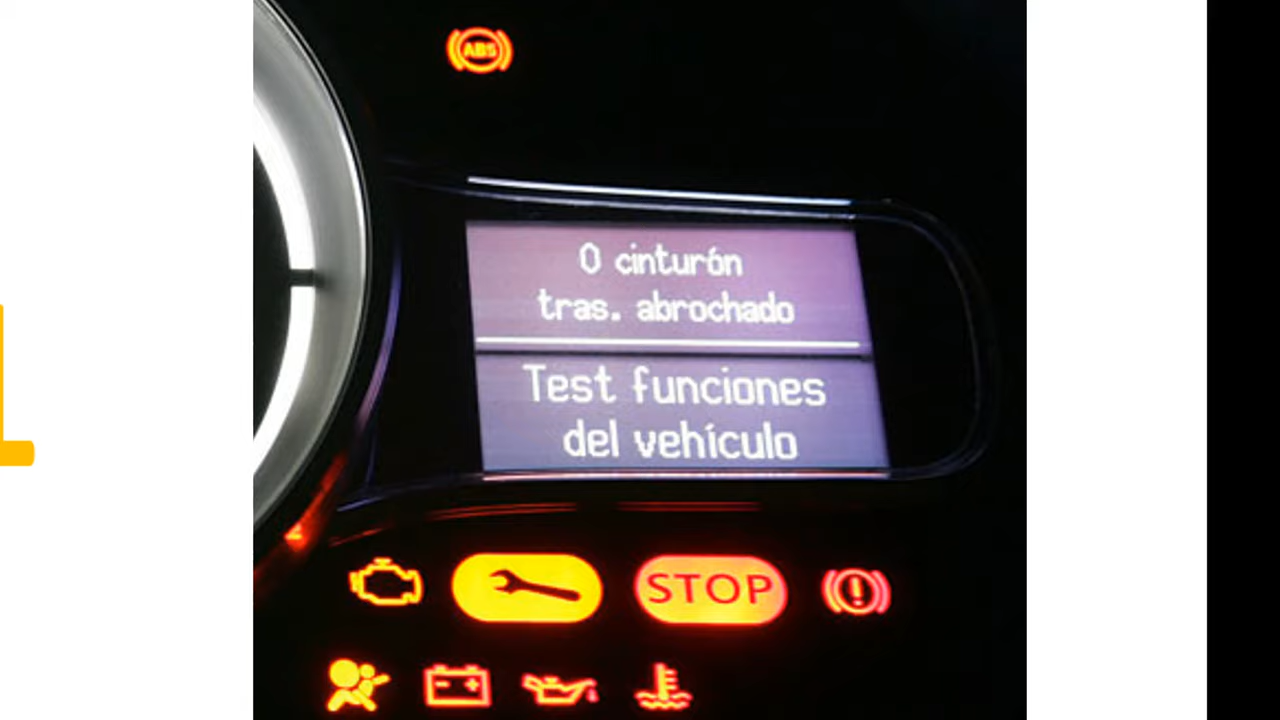 ABS
0 cinturón
tras. abrochado
Test funciones
del vehículo
STOP